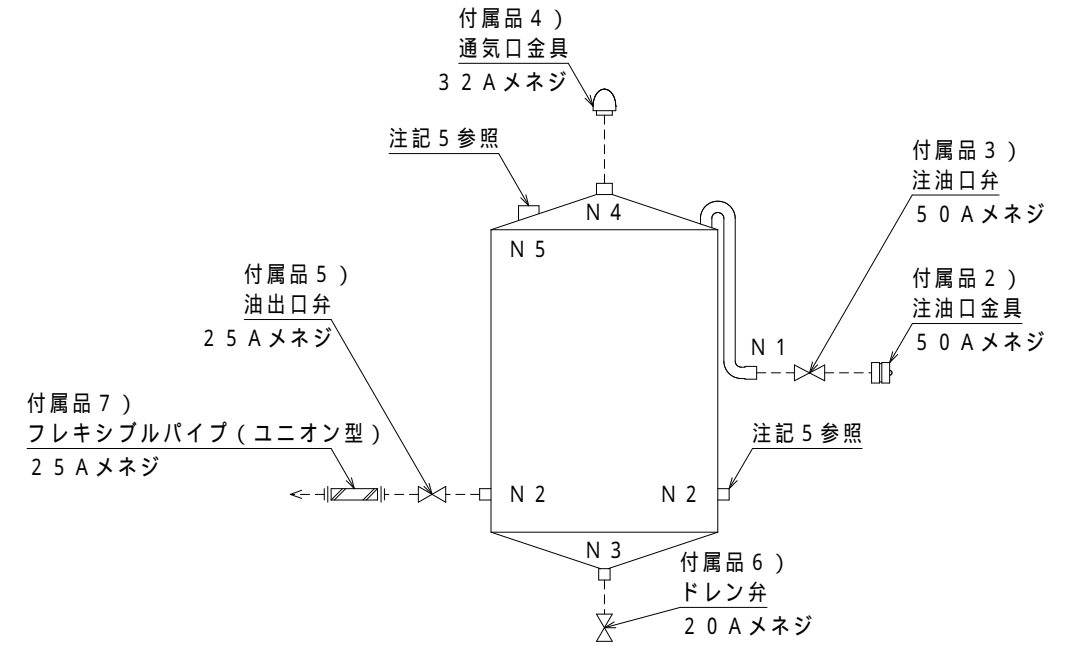 付属品4)
通気口金具
32Aメネジ
注記5参照
付属品3)
注油口弁
50Aメネジ
N4
N5
付属品5)
油出口弁
25Aメネジ
付属品2)
注油口金具
50Aメネジ
N1
付属品7)
フレキシブルパイプ(ユニオン型)
25Aメネジ
注記5参照
N2
N2
N3
付属品6)
ドレン弁
20Aメネジ